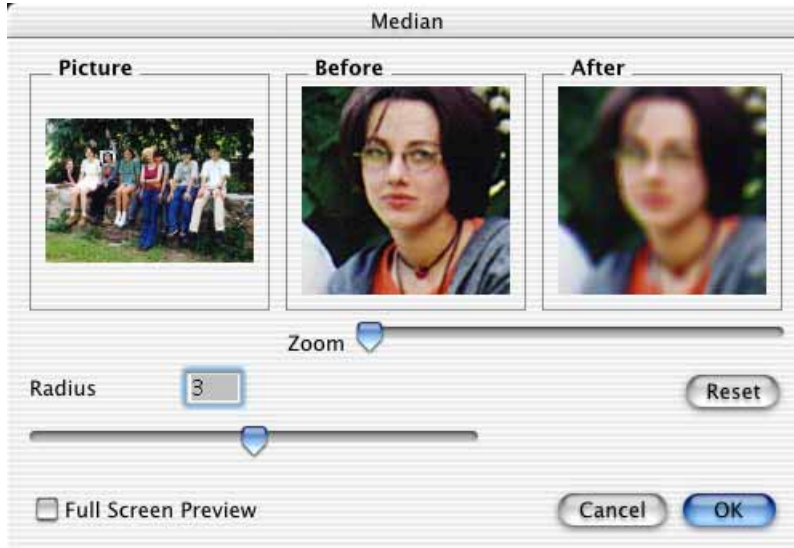 Median
Picture
Before
After
Zoom
Radius 3
Reset
Full Screen Preview
Cancel OK